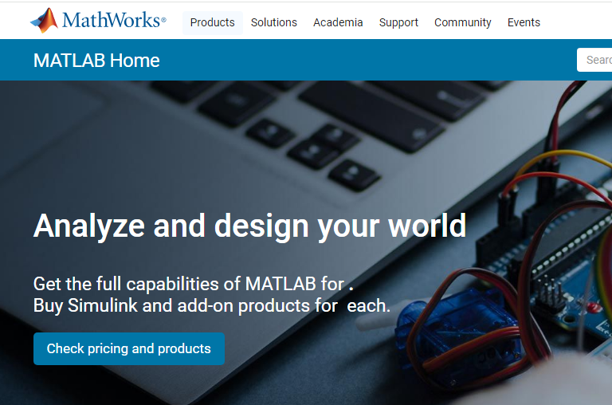 MathWorks®
Products Solutions Academia Support Community Events
MATLAB Home
Searc
Analyze and design your world
Get the full capabilities of MATLAB for .
Buy Simulink and add-on products for  each.
Check pricing and products